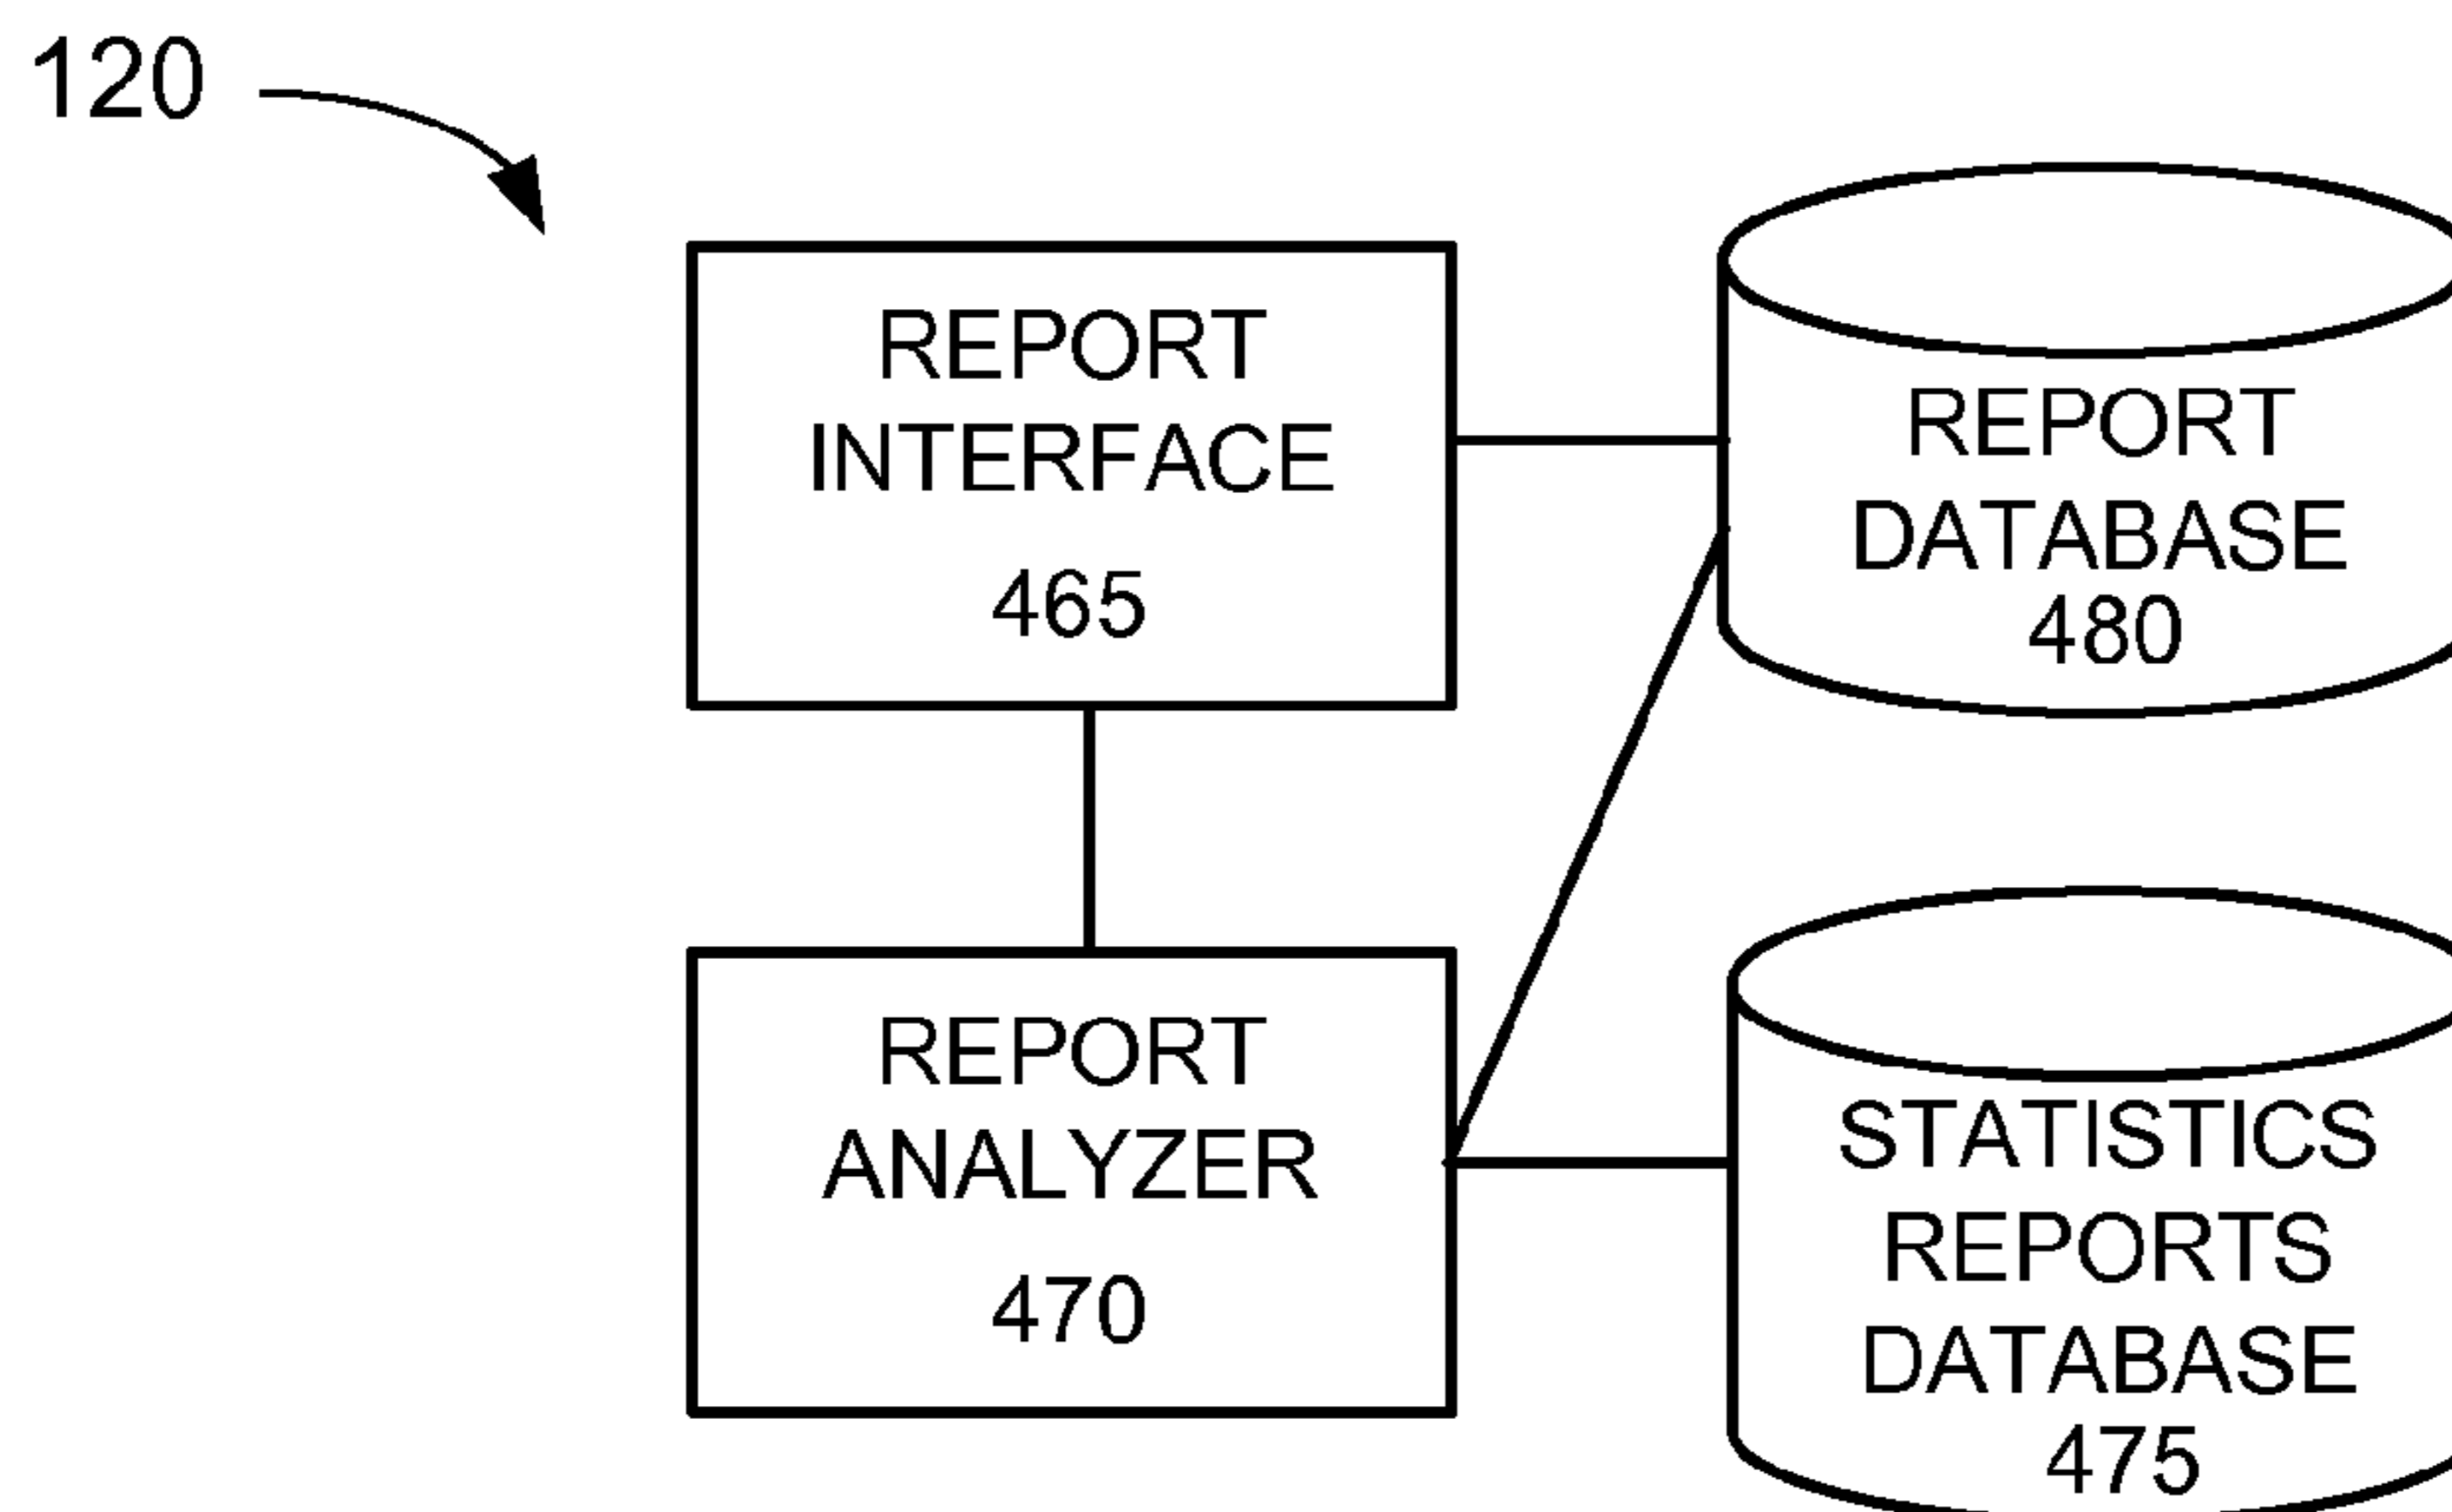 120
REPORT
INTERFACE
465
REPORT
DATABASE
480
REPORT
ANALYZER
470
STATISTICS
REPORTS
DATABASE
475